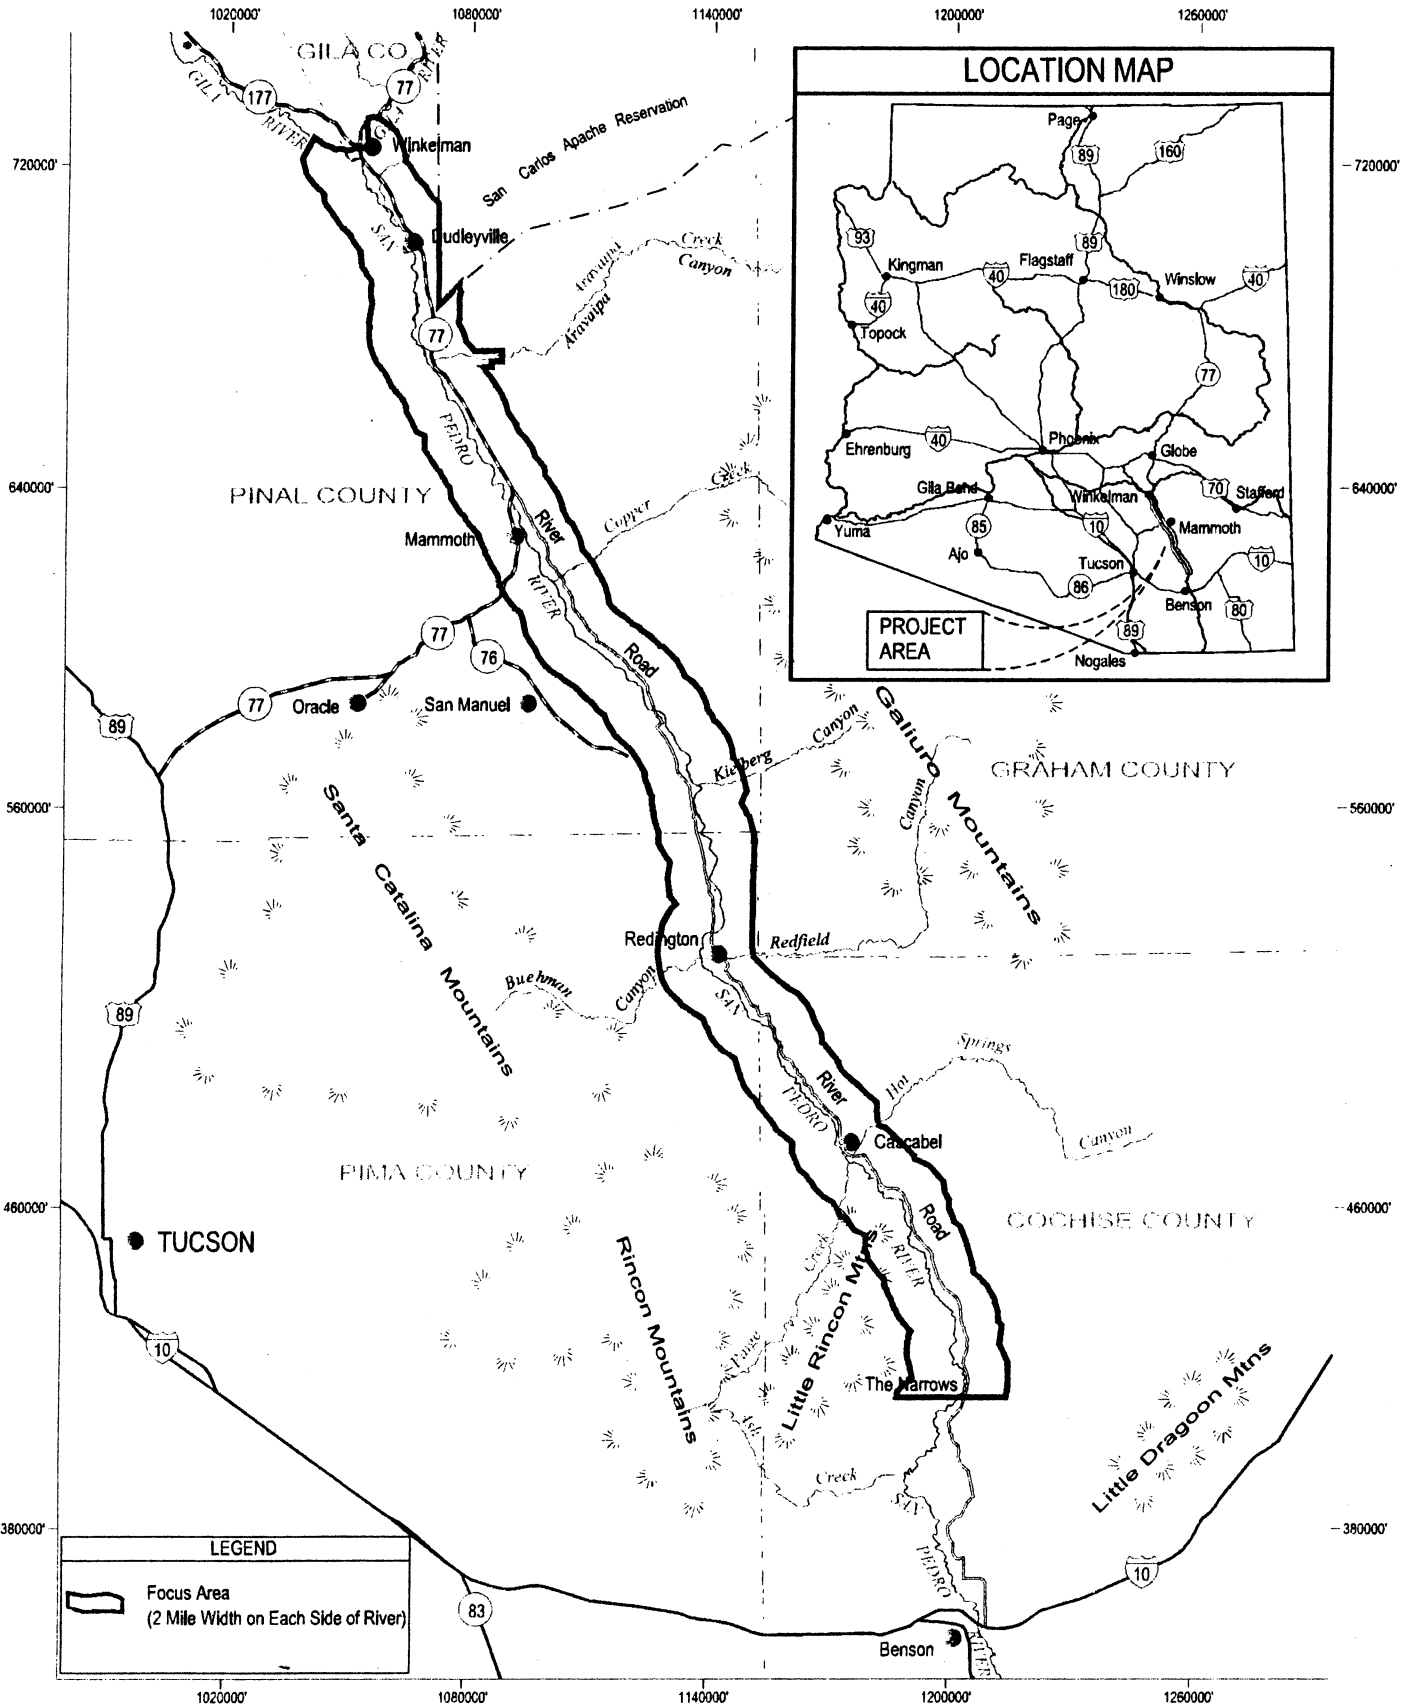 1020000' 1080000' 1140000' 1200000' 1260000'
GILA CO
RIVER
77
177
GILA
RIVER
GILA
Winkelman
720000'
720000'
San Carlos Apache Reservation
SAN
Dudleyville
Aravaipa Creek
Aravaipa Canyon
77
PEDRO
640000'
640000'
PINAL COUNTY
Mammoth
River
Copper Creek
RIVER
77
76
Road
77
Oracle
San Manuel
89
Kielberg Canyon
Galiuro Mountains
GRAHAM COUNTY
Canyon
560000'
560000'
Santa Catalina Mountains
Redington
Redfield
Buehman Canyon
SAN
89
River
PEDRO
Hot Springs Canyon
Cascabel
PIMA COUNTY
Road
COCHISE COUNTY
460000'
460000'
TUCSON
RIVER
Creek
Rincon Mountains
Little Rincon Mtns
10
The Narrows
Ash Creek
Little Dragoon Mtns
SAN
380000'
380000'
PEDRO
10
83
Benson
RIVER
1020000' 1080000' 1140000' 1200000' 1260000'
LOCATION MAP
Page
89
160
93
89
Kingman
40
Flagstaff
180
Winslow
40
40
Topock
77
Ehrenburg
40
Phoenix
Globe
Gila Bend
Winkelman
70
Stafferd
Yuma
85
10
Mammoth
Ajo
Tucson
10
86
Benson
80
PROJECT
AREA
89
Nogales
LEGEND
Focus Area
(2 Mile Width on Each Side of River)